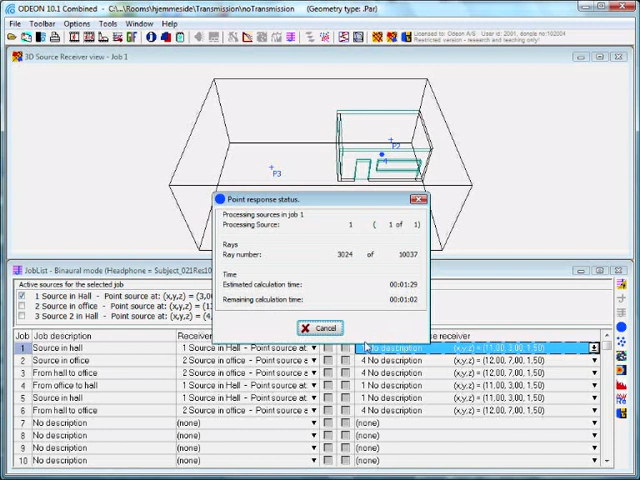 ODEON 10.1 Combined - C:\...\Rooms\hjemmeside\Transmission\noTransmission (Geometry type: .Par)
File Toolbar Options Tools Window Help
Licensed to: Odeon A/S User id: 2001, dongle no:102004
Restricted version - research and teaching only!
3D Source Receiver view - Job 1
P2
P3
Point response status.
Processing sources in job 1
Processing Source: 1 ( 1 of 1)
Rays
Ray number: 3024 of 10037
Time
Estimated calculation time: 00:01:29
Remaining calculation time: 00:01:02
Cancel
JobList - Binaural mode (Headphone = Subject_021Res10
Active sources for the selected job
1 Source in Hall - Point source at: (x,y,z) = (3,00
2 Source in office - Point source at: (x,y,z) = (12,
3 Source 2 in Hall - Point source at: (x,y,z) = (6,
Job Job description Receiver receiver
1 Source in hall 1 Source in Hall - Point source at No description (x,y,z) = (11,00, 3,00, 1,50)
2 Source in office 2 Source in office - Point source a 4 No description (x,y,z) = (12,00, 7,00, 1,50)
3 From hall to office 2 Source in office - Point source a 4 No description (x,y,z) = (12,00, 7,00, 1,50)
4 From office to hall 1 Source in Hall - Point source at 1 No description (x,y,z) = (11,00, 3,00, 1,50)
5 Source in hall 1 Source in Hall - Point source at 1 No description (x,y,z) = (11,00, 3,00, 1,50)
6 From hall to office 2 Source in office - Point source a 4 No description (x,y,z) = (12,00, 7,00, 1,50)
7 No description (none) (none)
8 No description (none) (none)
9 No description (none) (none)
10 No description (none) (none)